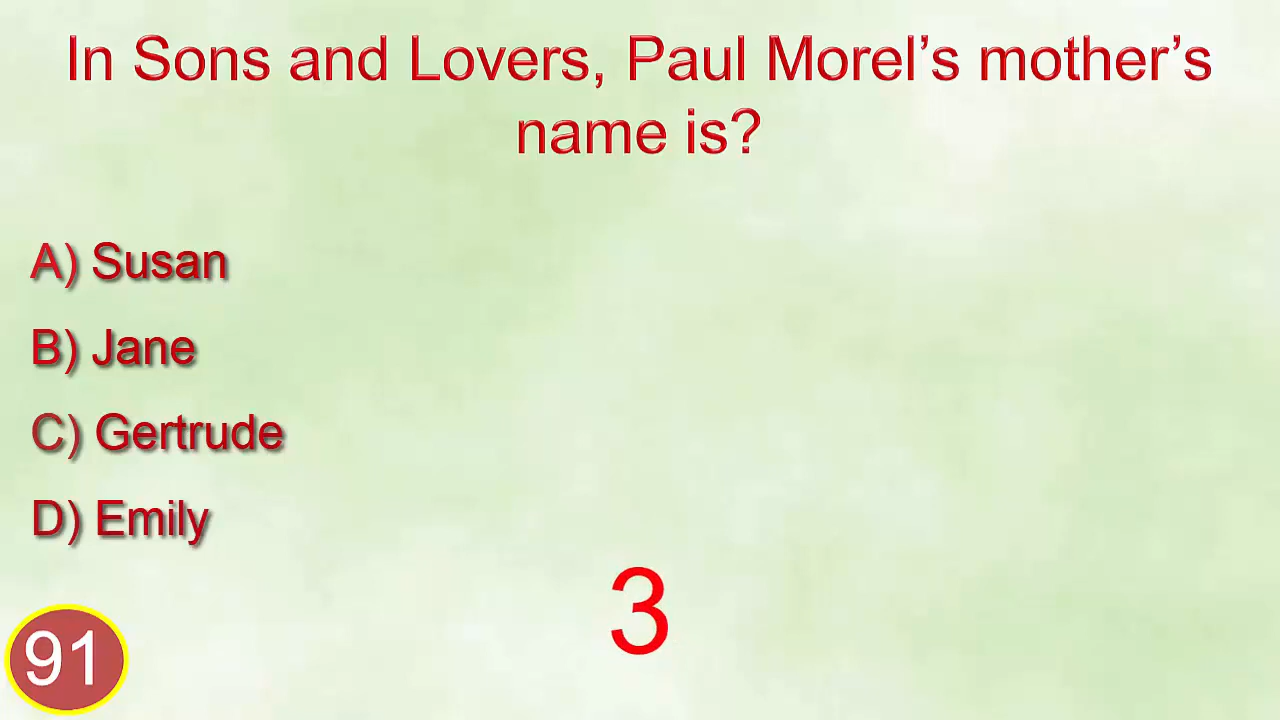 In Sons and Lovers, Paul Morel’s mother’s
name is?
A) Susan
B) Jane
C) Gertrude
D) Emily
3
91